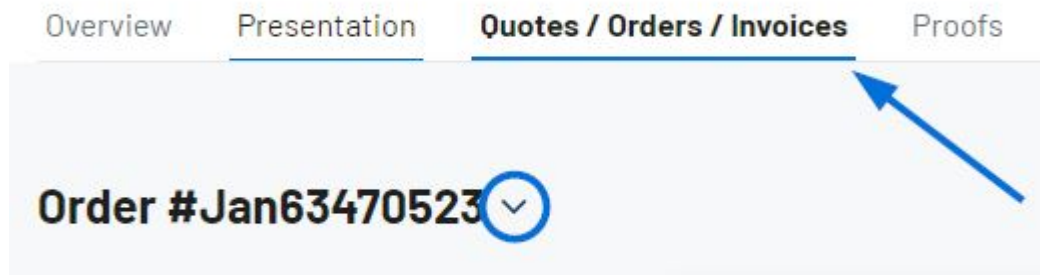 Overview Presentation Quotes / Orders / Invoices Proofs
Order #Jan63470523